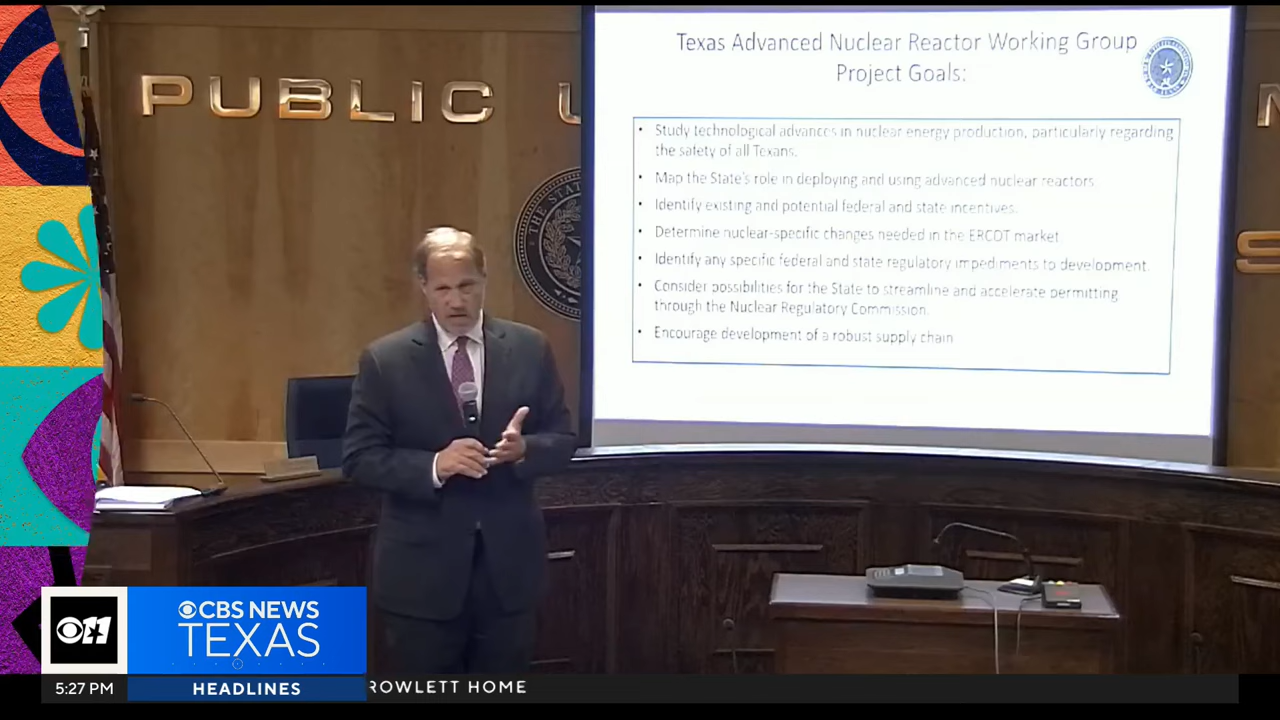 PUBLIC U
THE STA
Texas Advanced Nuclear Reactor Working Group
Project Goals:
• Study technological advances in nuclear energy production, particularly regarding
the safety of all Texans.
• Map the State's role in deploying and using advanced nuclear reactors.
• Identify existing and potential federal and state incentives.
• Determine nuclear-specific changes needed in the ERCOT market
• Identify any specific federal and state regulatory impediments to development.
• Consider possibilities for the State to streamline and accelerate permitting
through the Nuclear Regulatory Commission.
• Encourage development of a robust supply chain
11
CBS NEWS
TEXAS
5:27 PM
HEADLINES
ROWLETT HOME